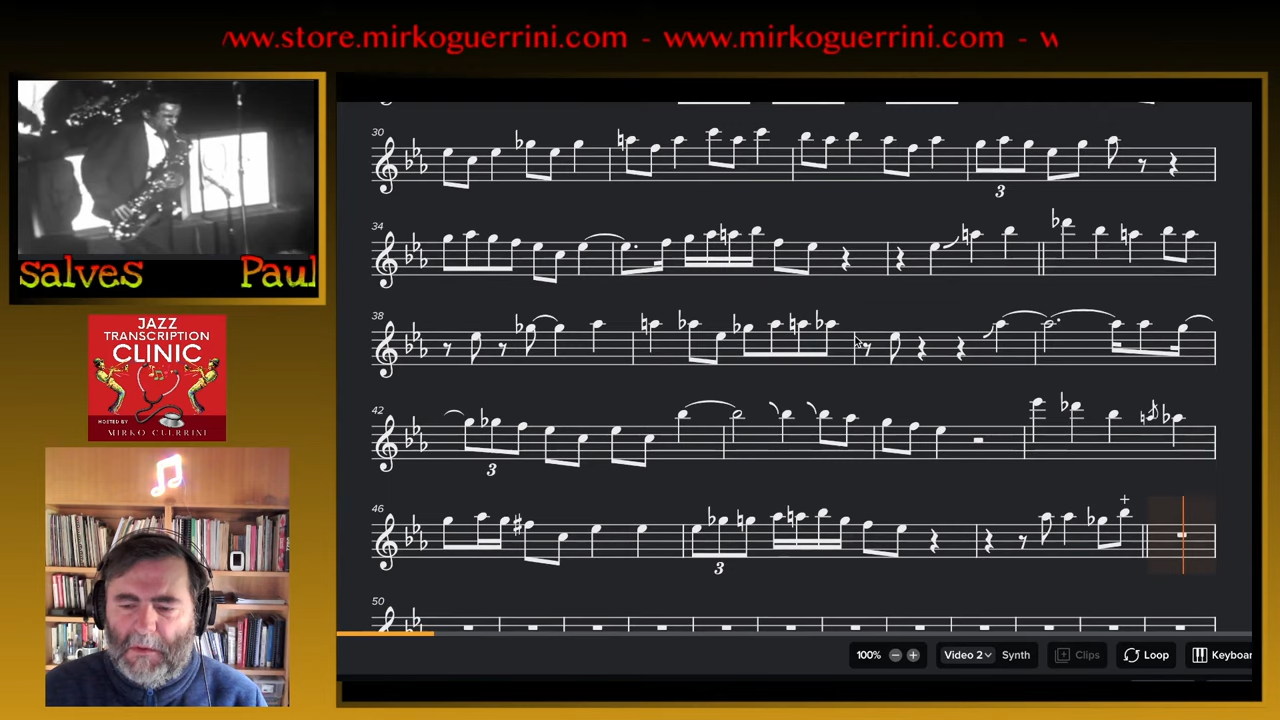 ww.store.mirkoguerrini.com - www.mirkoguerrini.com - w
salves Paul
JAZZ
TRANSCRIPTION
CLINIC
HOSTED BY
MIRKO GUERRINI
30
3
34
38
42
3
46
3
50
100% Video 2 Synth Clips Loop Keyboar